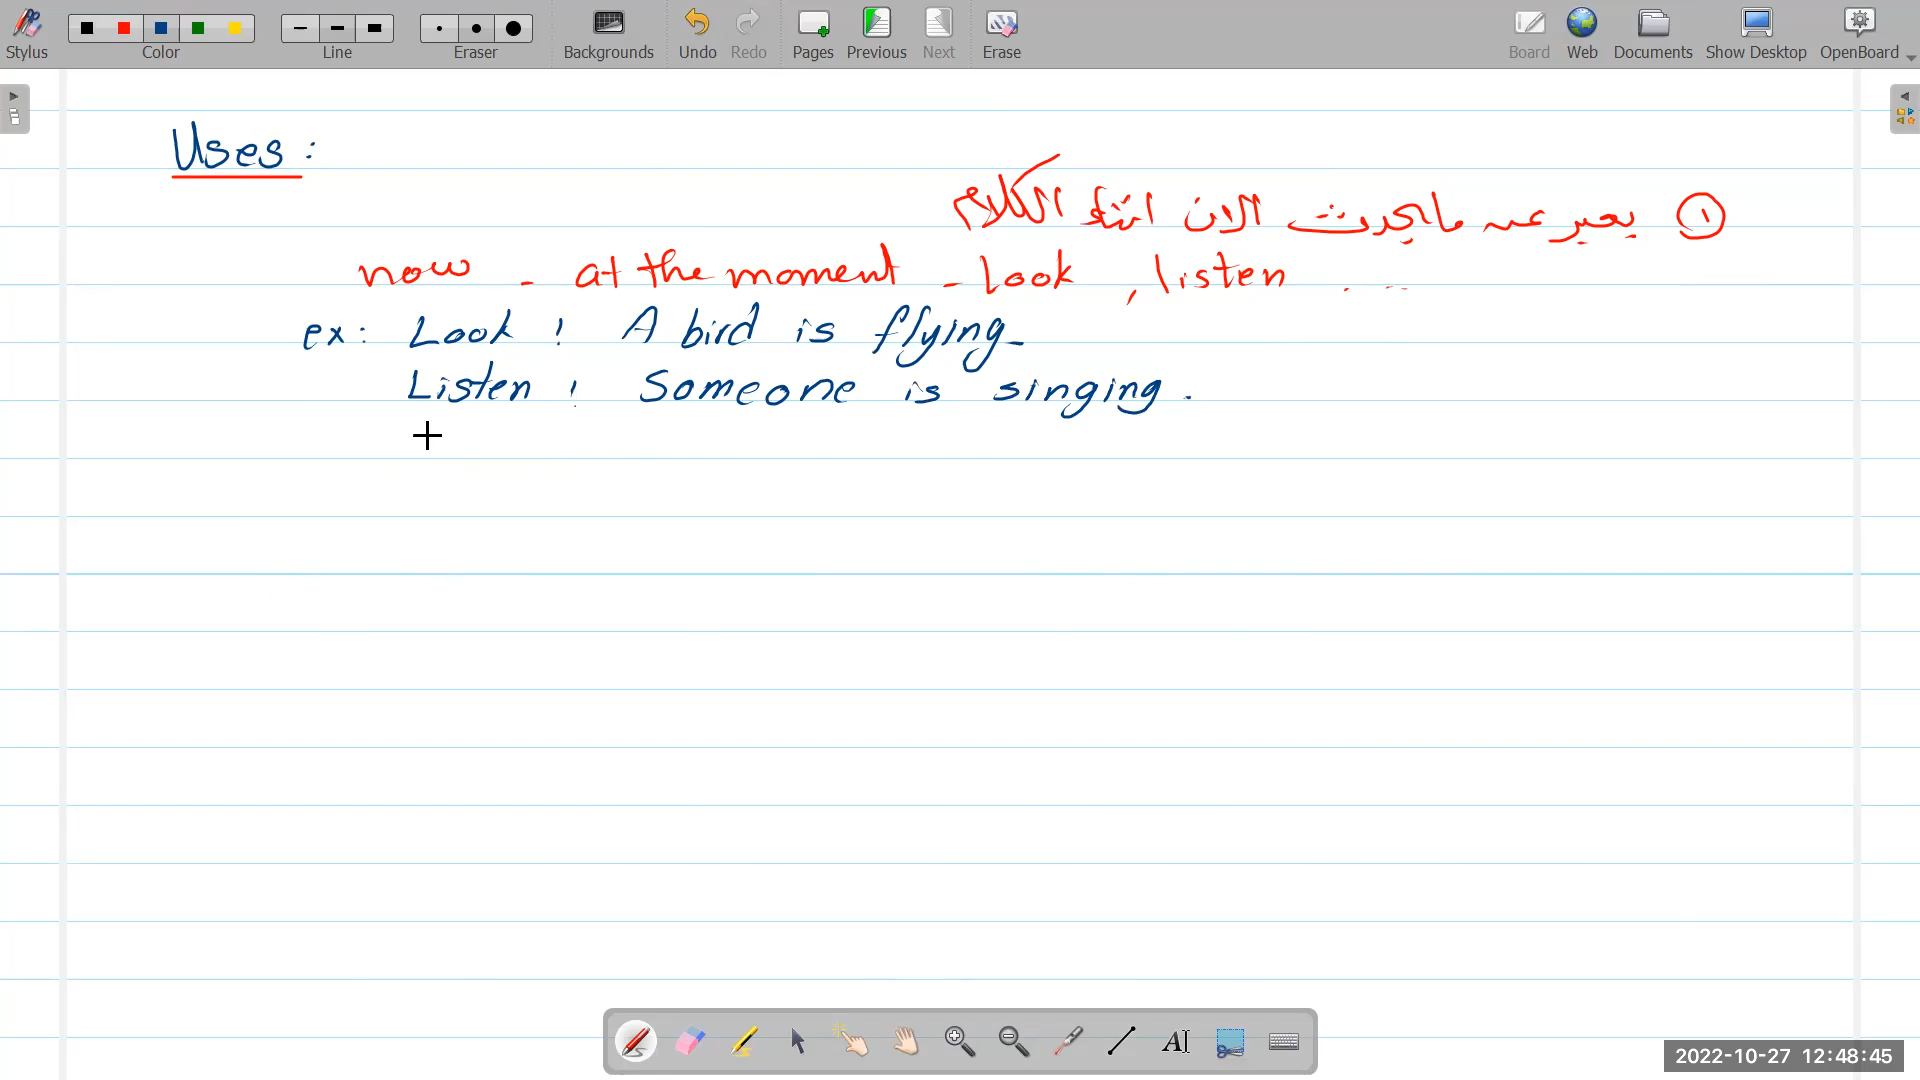 Stylus Color Line Eraser Backgrounds Undo Redo Pages Previous Next Erase Board Web Documents Show Desktop OpenBoard
Uses :
① يعبر عن ما يحدث الان اثناء الكلام
now - at the moment - Look , listen ...
ex: Look ! A bird is flying.
Listen ! Someone is singing .
2022-10-27 12:48:45